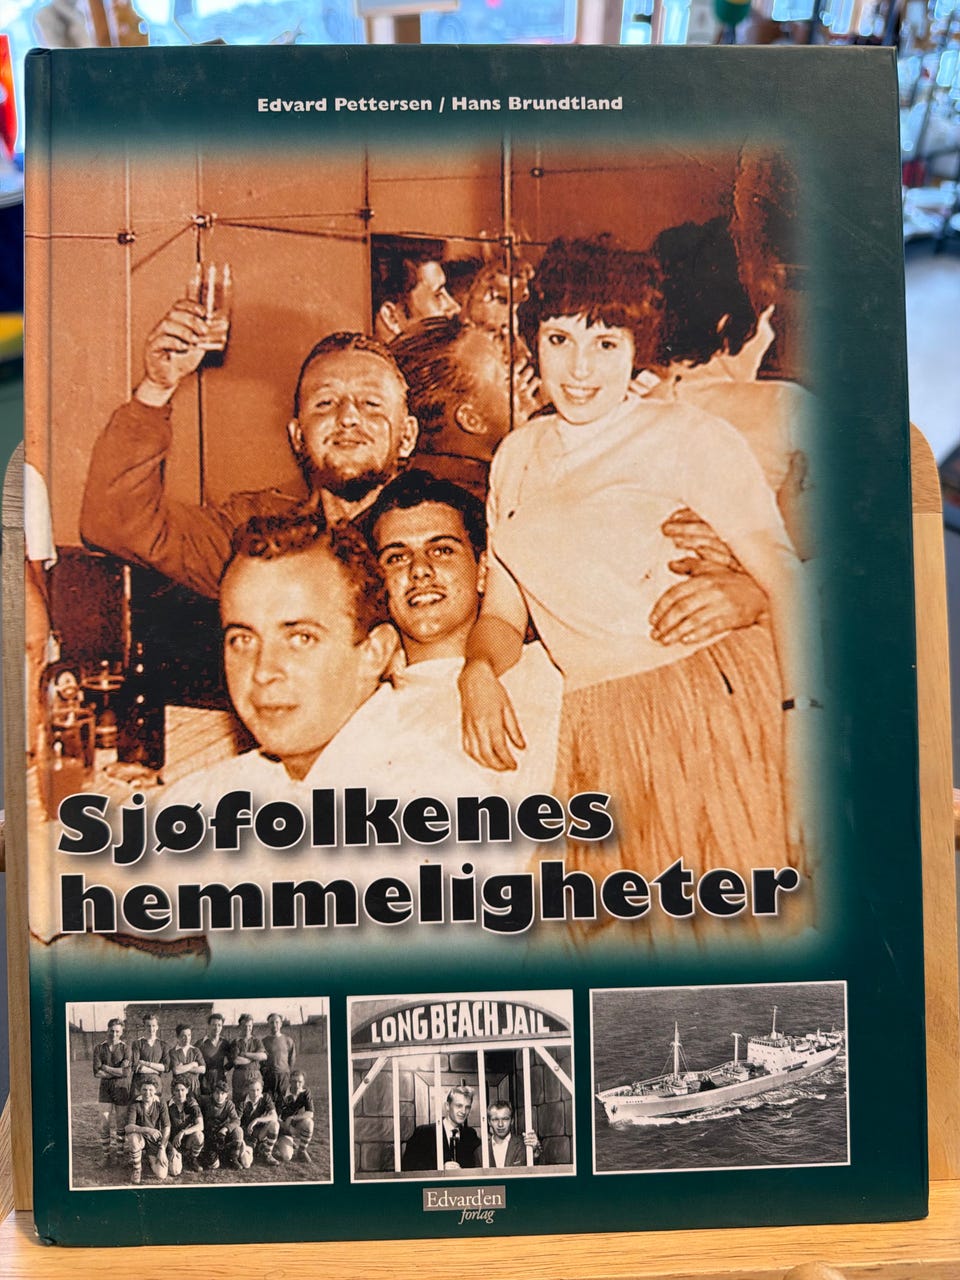 Edvard Pettersen / Hans Brundtland
Sjøfolkenes
hemmeligheter
LONG BEACH JAIL
Edvard'en
forlag